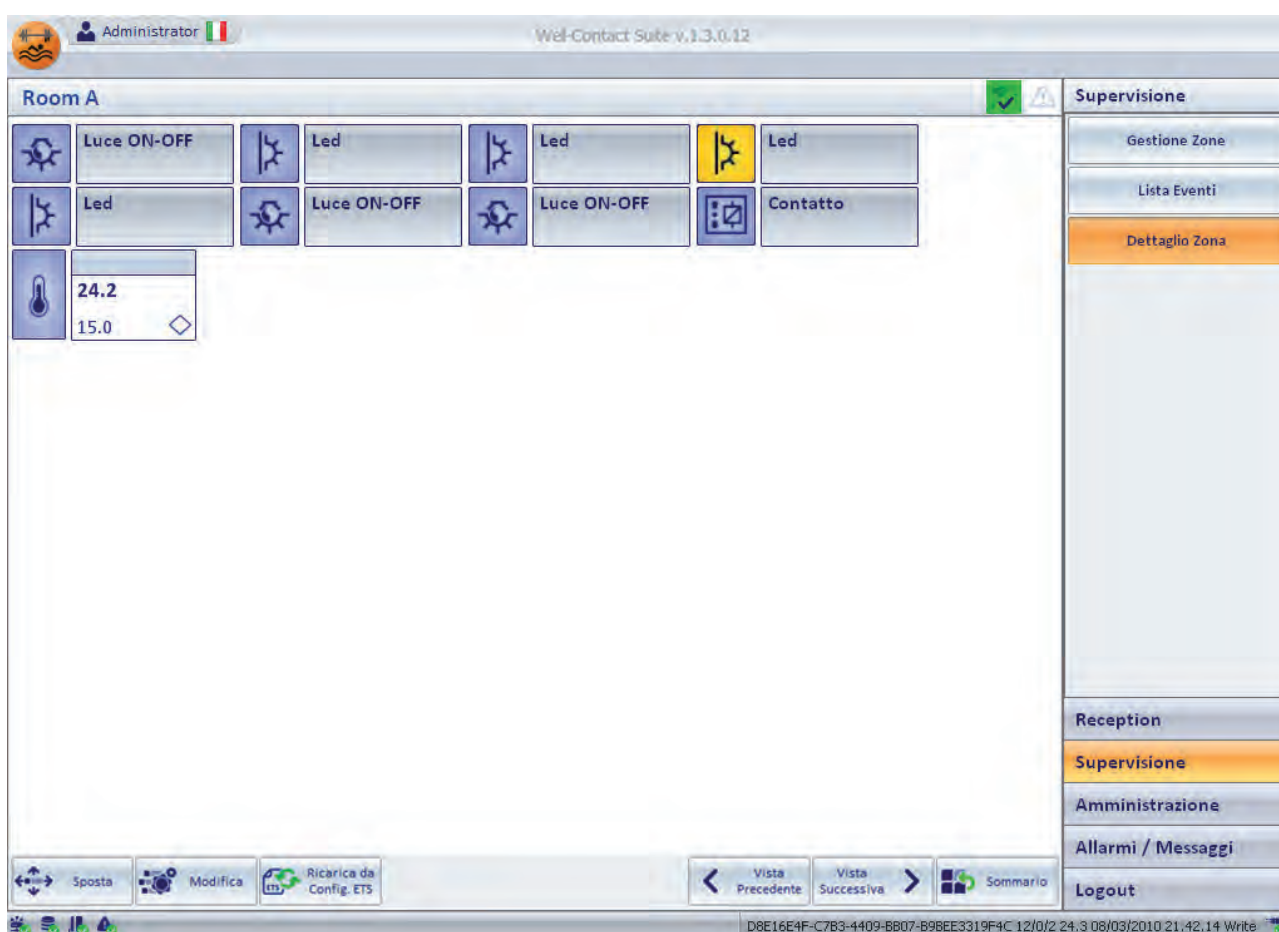 Administrator
Wel-Contact Suite v.1.3.0.12
Room A
Supervisione
Luce ON-OFF
Led
Led
Led
Led
Luce ON-OFF
Luce ON-OFF
Contatto
24.2
15.0
Gestione Zone
Lista Eventi
Dettaglio Zona
Reception
Supervisione
Amministrazione
Allarmi / Messaggi
Logout
Sposta
Modifica
ETS
Ricarica da
Config. ETS
Vista
Precedente
Vista
Successiva
Sommario
D8E16E4F-C7B3-4409-BB07-B9BEE3319F4C 12/0/2 24.3 08/03/2010 21.42.14 Write